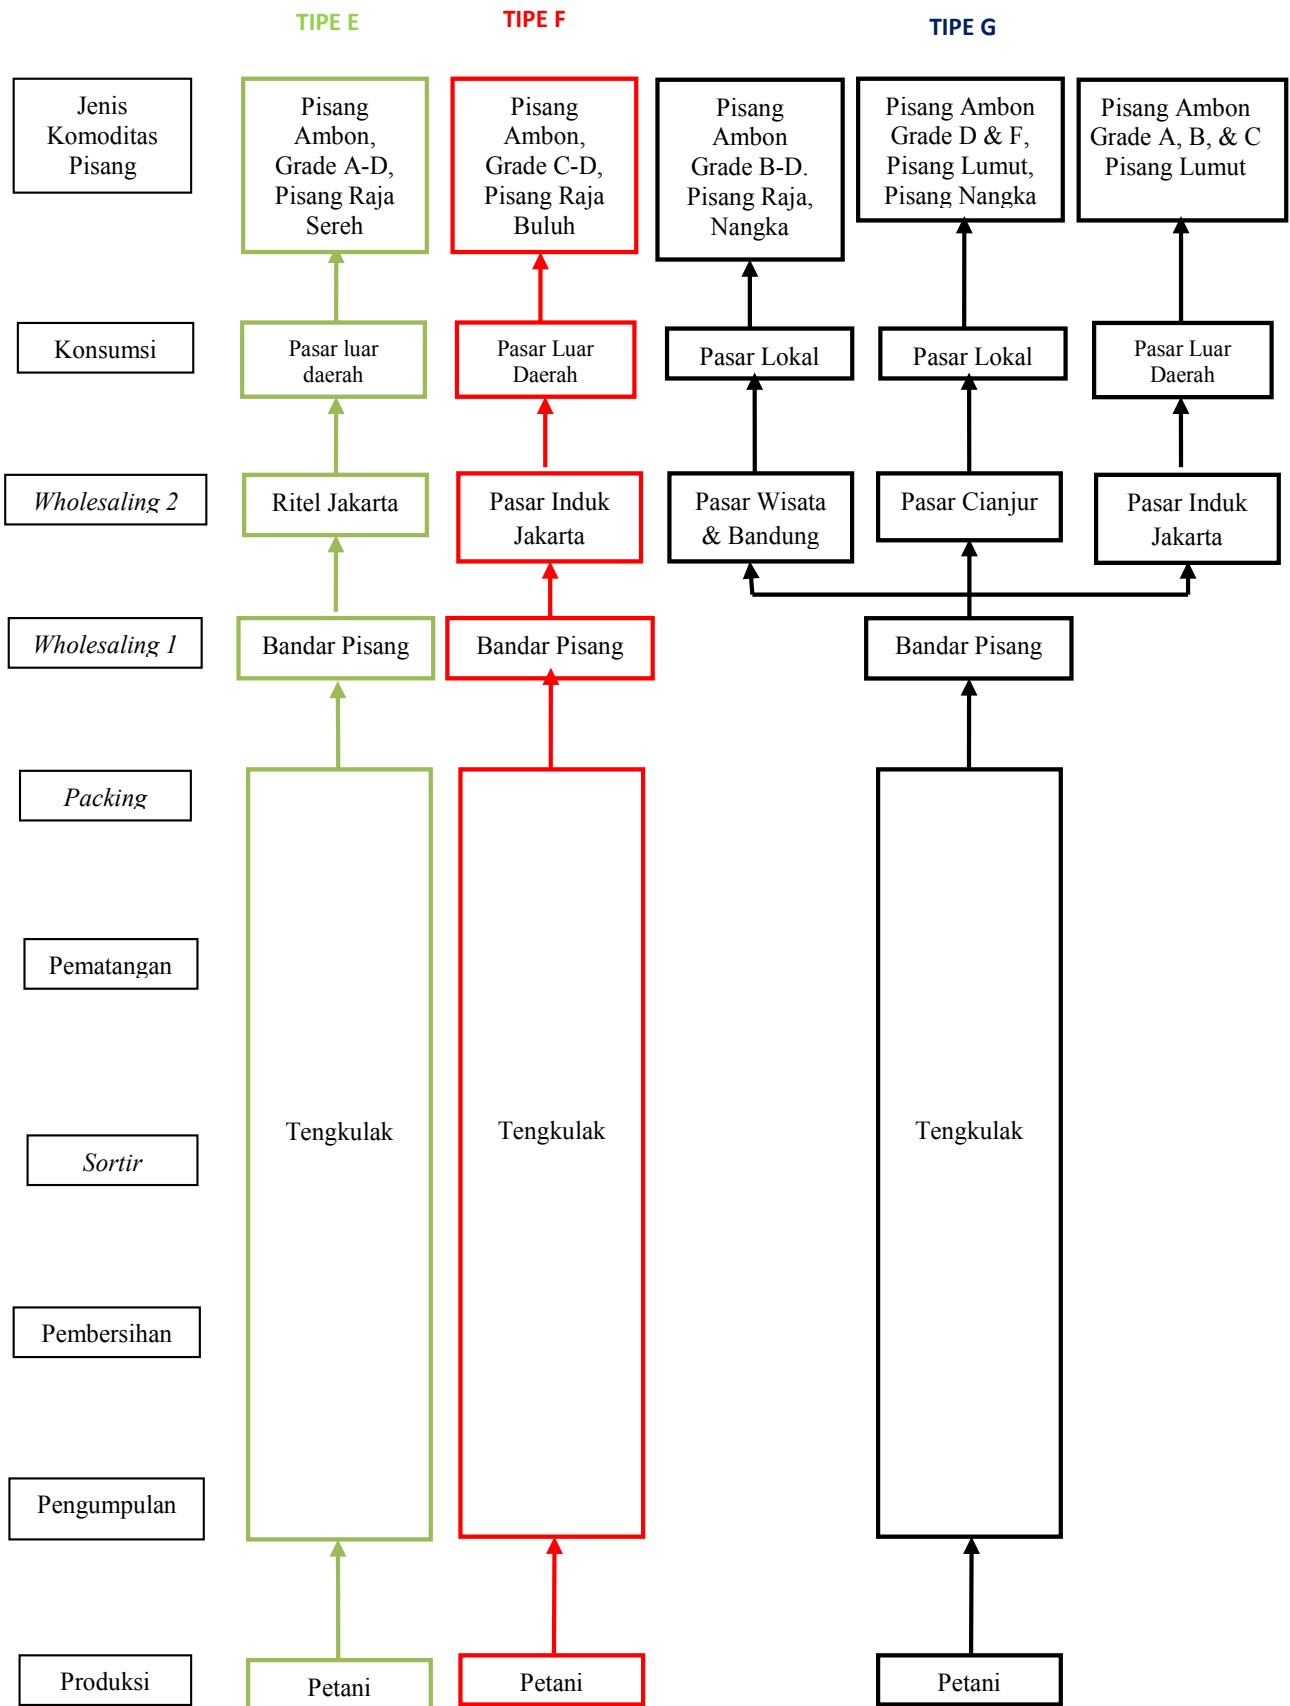 TIPE E
TIPE F
TIPE G
Jenis
Komoditas
Pisang
Pisang
Ambon,
Grade A-D,
Pisang Raja
Sereh
Pisang
Ambon,
Grade C-D,
Pisang Raja
Buluh
Pisang
Ambon
Grade B-D.
Pisang Raja,
Nangka
Pisang Ambon
Grade D & F,
Pisang Lumut,
Pisang Nangka
Pisang Ambon
Grade A, B, & C
Pisang Lumut
Konsumsi
Pasar luar
daerah
Pasar Luar
Daerah
Pasar Lokal
Pasar Lokal
Pasar Luar
Daerah
Wholesaling 2
Ritel Jakarta
Pasar Induk
Jakarta
Pasar Wisata
& Bandung
Pasar Cianjur
Pasar Induk
Jakarta
Wholesaling 1
Bandar Pisang
Bandar Pisang
Bandar Pisang
Packing
Pematangan
Sortir
Tengkulak
Tengkulak
Tengkulak
Pembersihan
Pengumpulan
Produksi
Petani
Petani
Petani